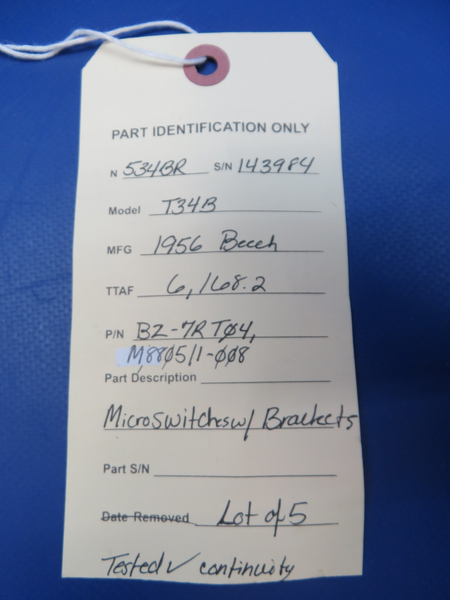 PART IDENTIFICATION ONLY
N 534BR S/N 143984
Model T34B
MFG 1956 Beech
TTAF 6,168.2
P/N BZ-7RTØ4,
M88Ø5/1-ØØ8
Part Description
Microswitches w/ Brackets
Part S/N
Date Removed Lot of 5
Tested ✓ continuity